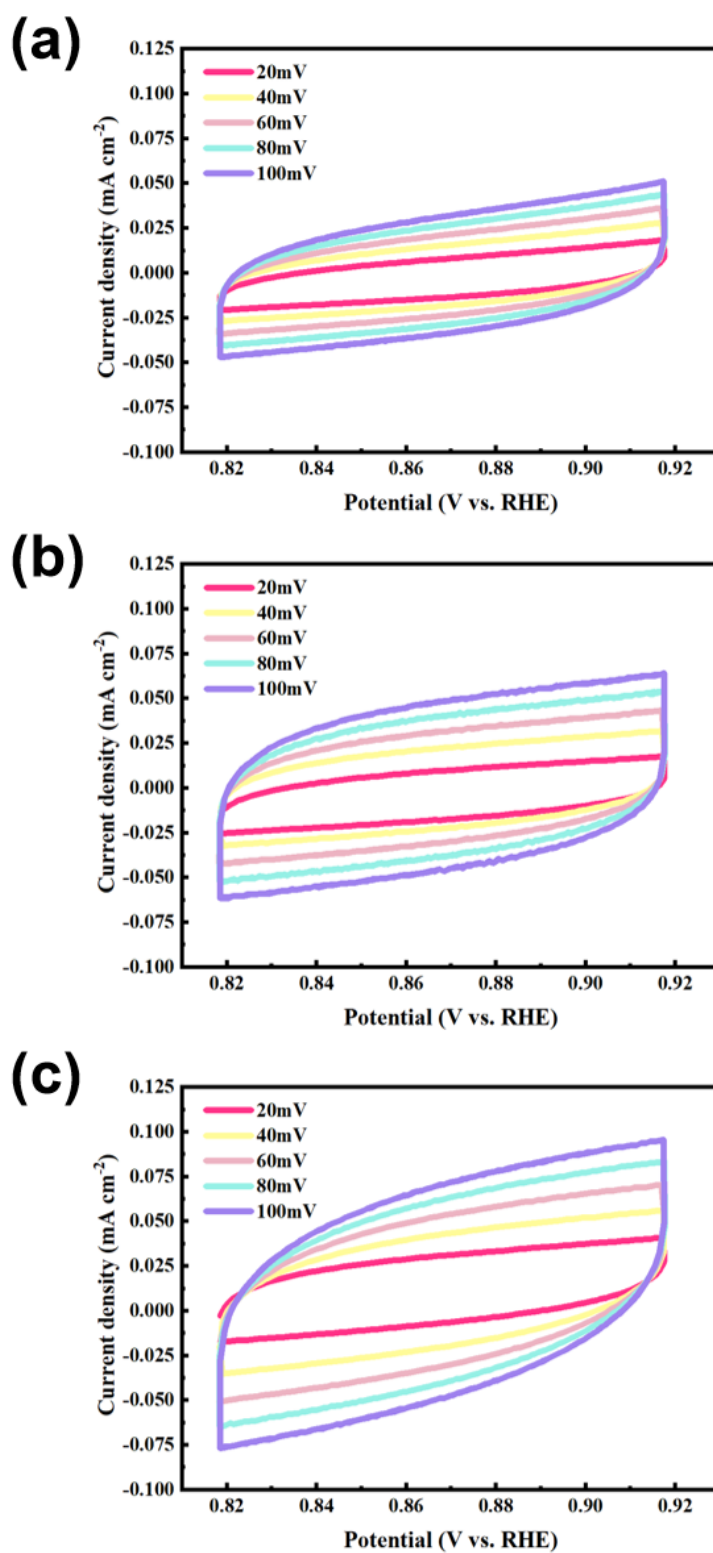 (a)
0.125
0.100
0.075
0.050
0.025
0.000
-0.025
-0.050
-0.075
-0.100
Current density (mA cm-2)
20mV
40mV
60mV
80mV
100mV
0.82 0.84 0.86 0.88 0.90 0.92
Potential (V vs. RHE)
(b)
0.125
0.100
0.075
0.050
0.025
0.000
-0.025
-0.050
-0.075
-0.100
Current density (mA cm-2)
20mV
40mV
60mV
80mV
100mV
0.82 0.84 0.86 0.88 0.90 0.92
Potential (V vs. RHE)
(c)
0.125
0.100
0.075
0.050
0.025
0.000
-0.025
-0.050
-0.075
-0.100
Current density (mA cm-2)
20mV
40mV
60mV
80mV
100mV
0.82 0.84 0.86 0.88 0.90 0.92
Potential (V vs. RHE)